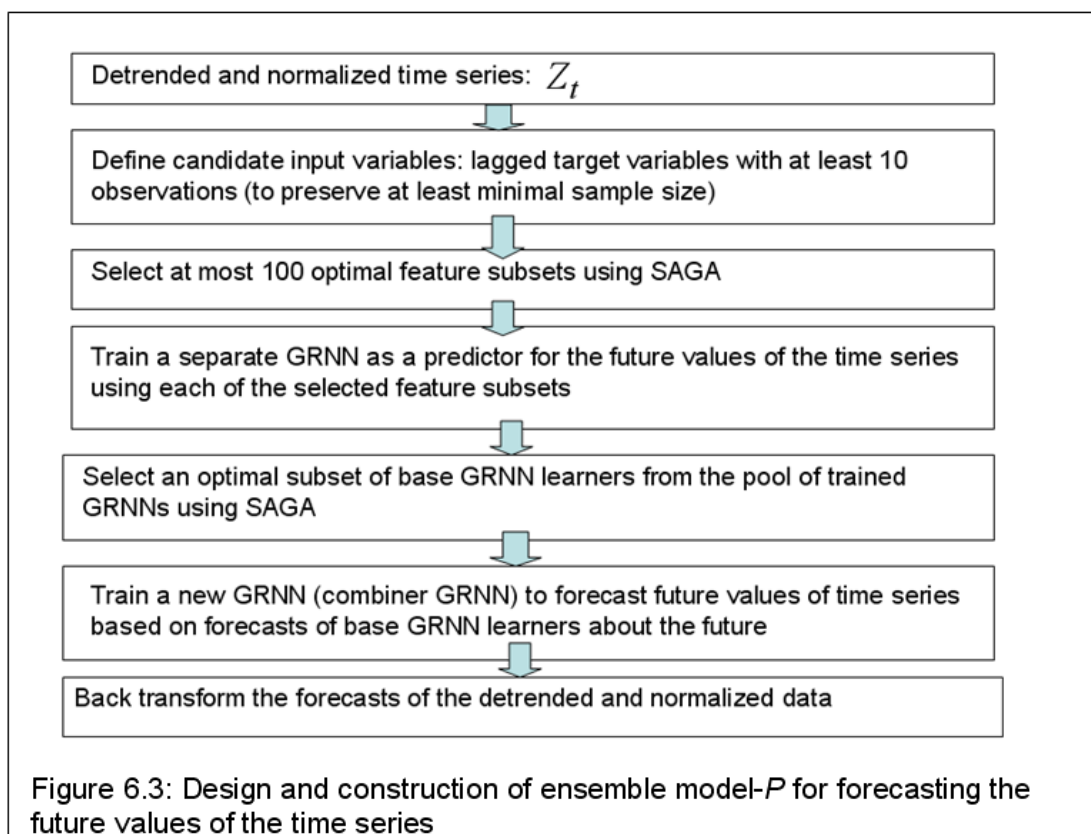 Detrended and normalized time series: Z_t
Define candidate input variables: lagged target variables with at least 10
observations (to preserve at least minimal sample size)
Select at most 100 optimal feature subsets using SAGA
Train a separate GRNN as a predictor for the future values of the time series
using each of the selected feature subsets
Select an optimal subset of base GRNN learners from the pool of trained
GRNNs using SAGA
Train a new GRNN (combiner GRNN) to forecast future values of time series
based on forecasts of base GRNN learners about the future
Back transform the forecasts of the detrended and normalized data
Figure 6.3: Design and construction of ensemble model-P for forecasting the
future values of the time series